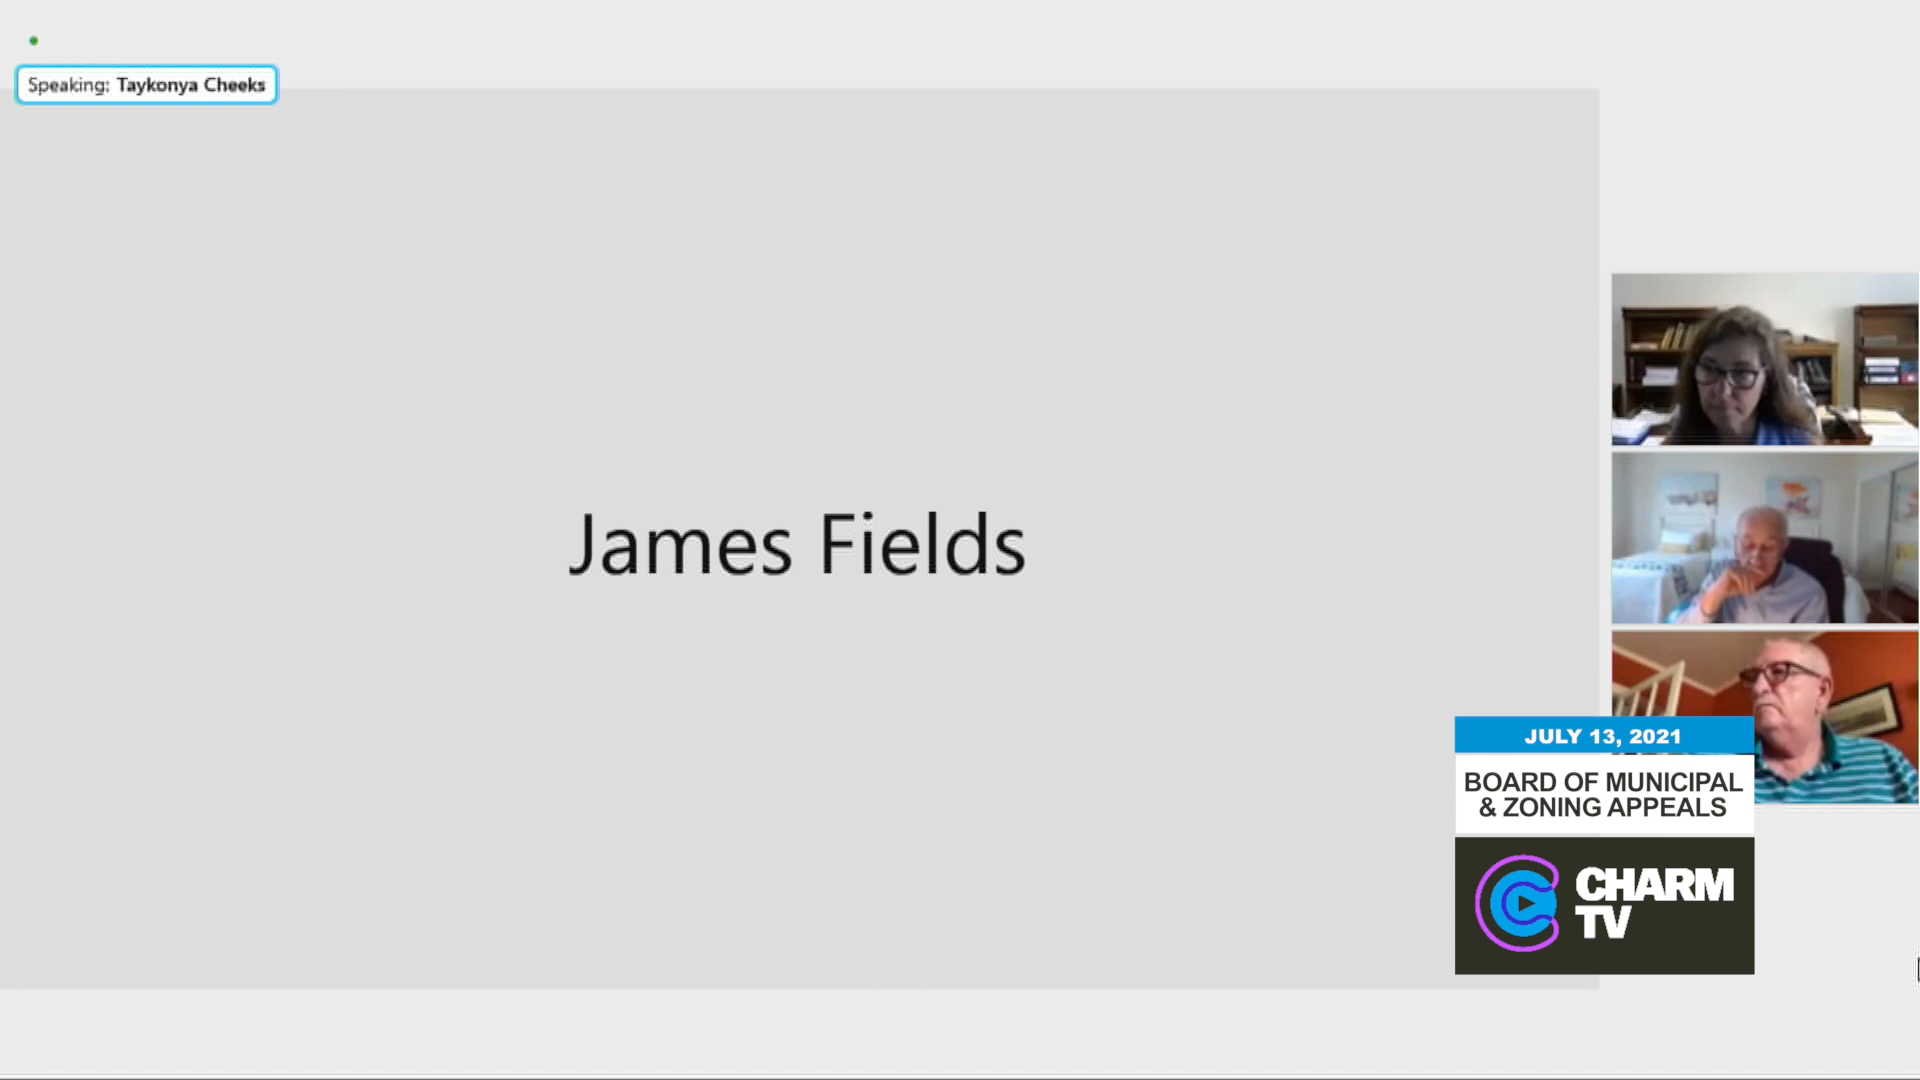 Speaking: Taykonya Cheeks
James Fields
JULY 13, 2021
BOARD OF MUNICIPAL
& ZONING APPEALS
CHARM
TV